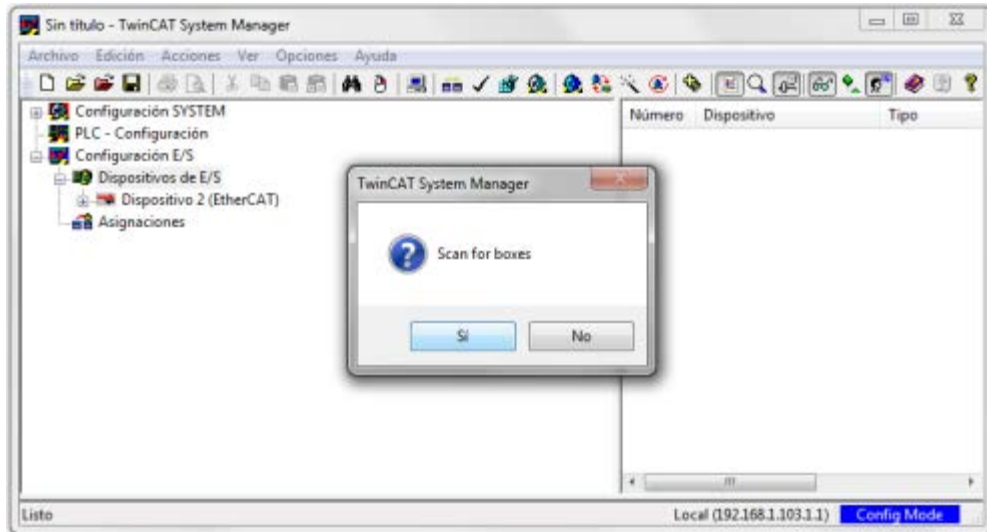 Sin título - TwinCAT System Manager
Archivo Edición Acciones Ver Opciones Ayuda
Configuración SYSTEM
PLC - Configuración
Configuración E/S
Dispositivos de E/S
Dispositivo 2 (EtherCAT)
Asignaciones
Número Dispositivo Tipo
TwinCAT System Manager
Scan for boxes
Sí No
Listo Local (192.168.1.103.1.1) Config Mode